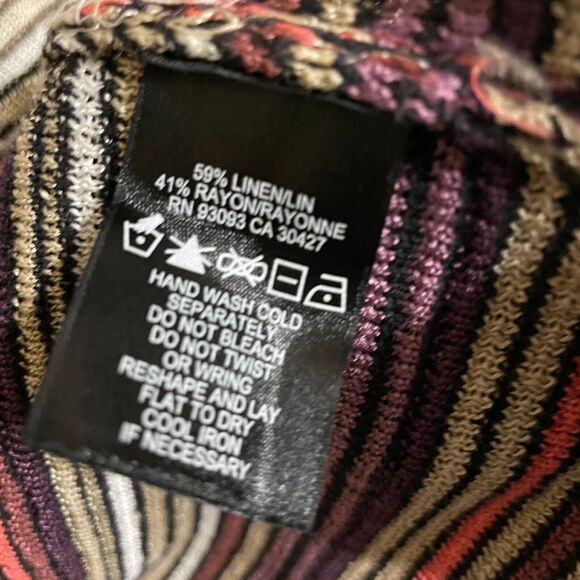 59% LINEN/LIN
41% RAYON/RAYONNE
RN 93093 CA 30427
HAND WASH COLD
SEPARATELY
DO NOT BLEACH
DO NOT TWIST
OR WRING
RESHAPE AND LAY
FLAT TO DRY
COOL IRON
IF NECESSARY